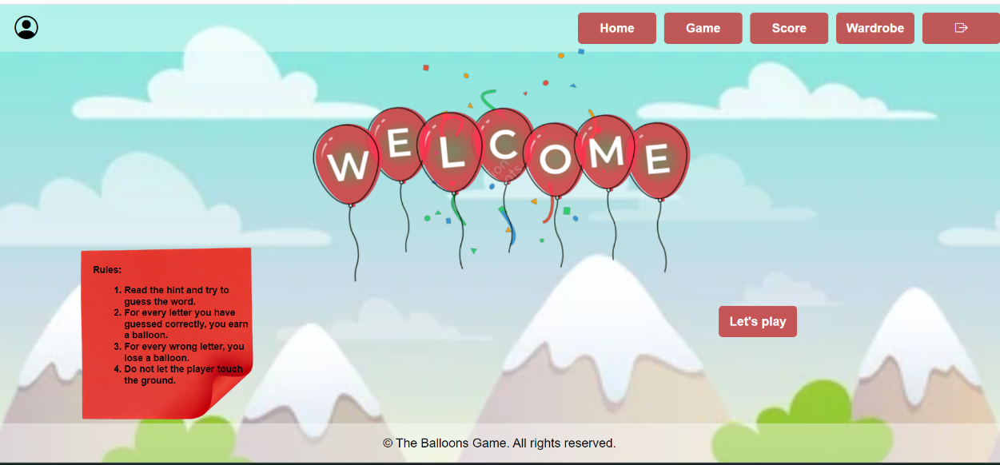 Home Game Score Wardrobe
W E L C O M E
Rules:
1. Read the hint and try to
guess the word.
2. For every letter you have
guessed correctly, you earn
a balloon.
3. For every wrong letter, you
lose a balloon.
4. Do not let the player touch
the ground.
Let's play
© The Balloons Game. All rights reserved.